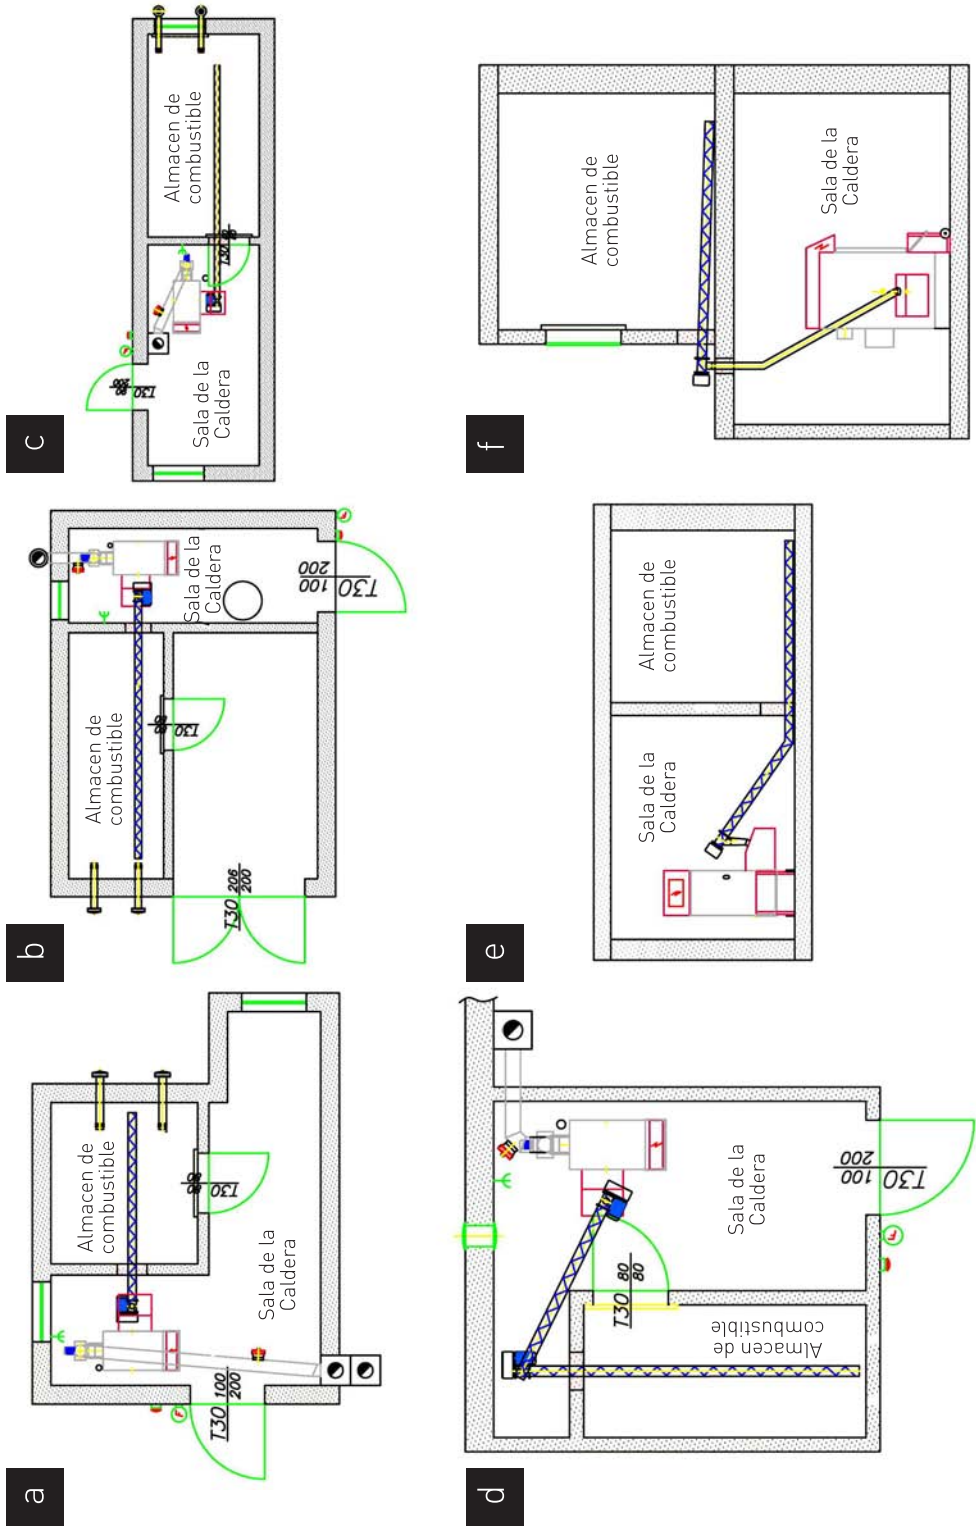 a
Almacen de
combustible
Sala de la
Caldera
T30 80
80
T30 100
200
F
b
Almacen de
combustible
Sala de la
Caldera
T30 80
80
T30 206
200
T30 100
200
F
c
Almacen de
combustible
Sala de la
Caldera
T30 80
80
T30 80
200
F
d
Almacen de
combustible
Sala de la
Caldera
T30 80
80
T30 100
200
F
e
Almacen de
combustible
Sala de la
Caldera
f
Almacen de
combustible
Sala de la
Caldera